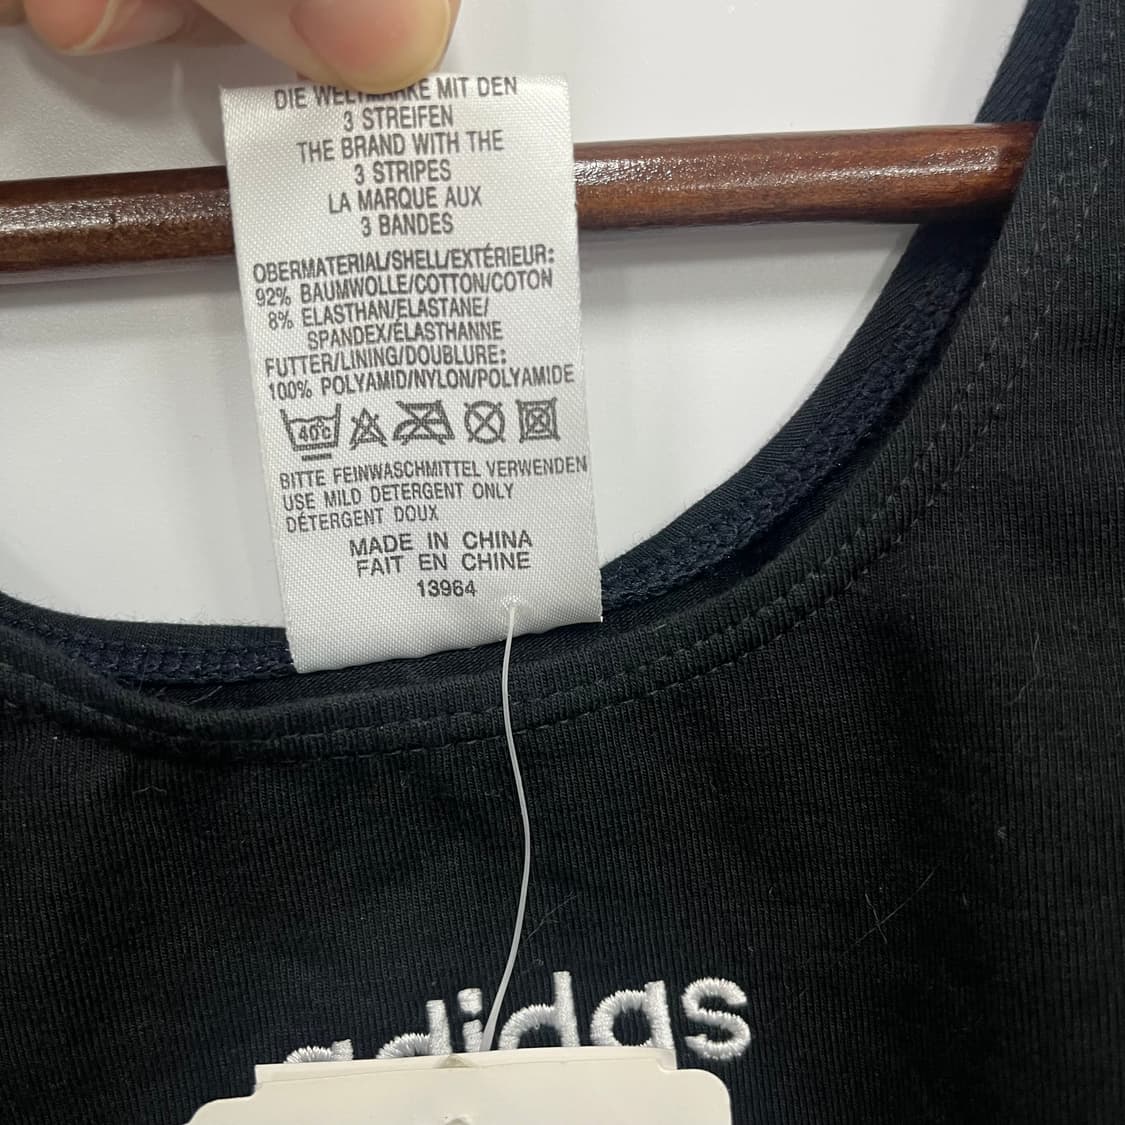 DIE WELTMARKE MIT DEN
3 STREIFEN
THE BRAND WITH THE
3 STRIPES
LA MARQUE AUX
3 BANDES
OBERMATERIAL/SHELL/EXTÉRIEUR:
92% BAUMWOLLE/COTTON/COTON
8% ELASTHAN/ELASTANE/
SPANDEX/ÉLASTHANNE
FUTTER/LINING/DOUBLURE:
100% POLYAMID/NYLON/POLYAMIDE
40°C
BITTE FEINWASCHMITTEL VERWENDEN
USE MILD DETERGENT ONLY
DÉTERGENT DOUX
MADE IN CHINA
FAIT EN CHINE
13964
adidas